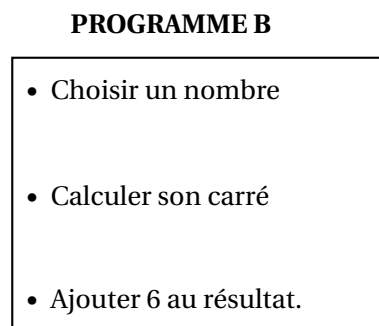 PROGRAMME B
• Choisir un nombre
• Calculer son carré
• Ajouter 6 au résultat.